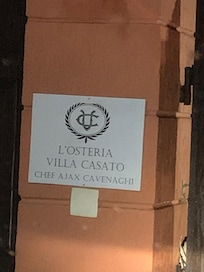 L'OSTERIA
VILLA CASATO
CHEF AJAX CAVENAGHI